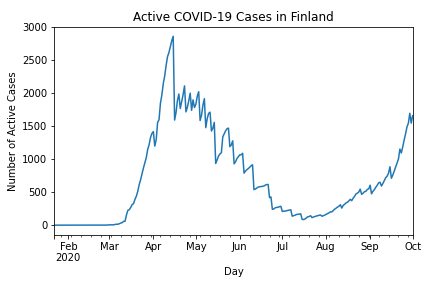 Active COVID-19 Cases in Finland
Number of Active Cases
3000
2500
2000
1500
1000
500
0
Feb Mar Apr May Jun Jul Aug Sep Oct
2020
Day